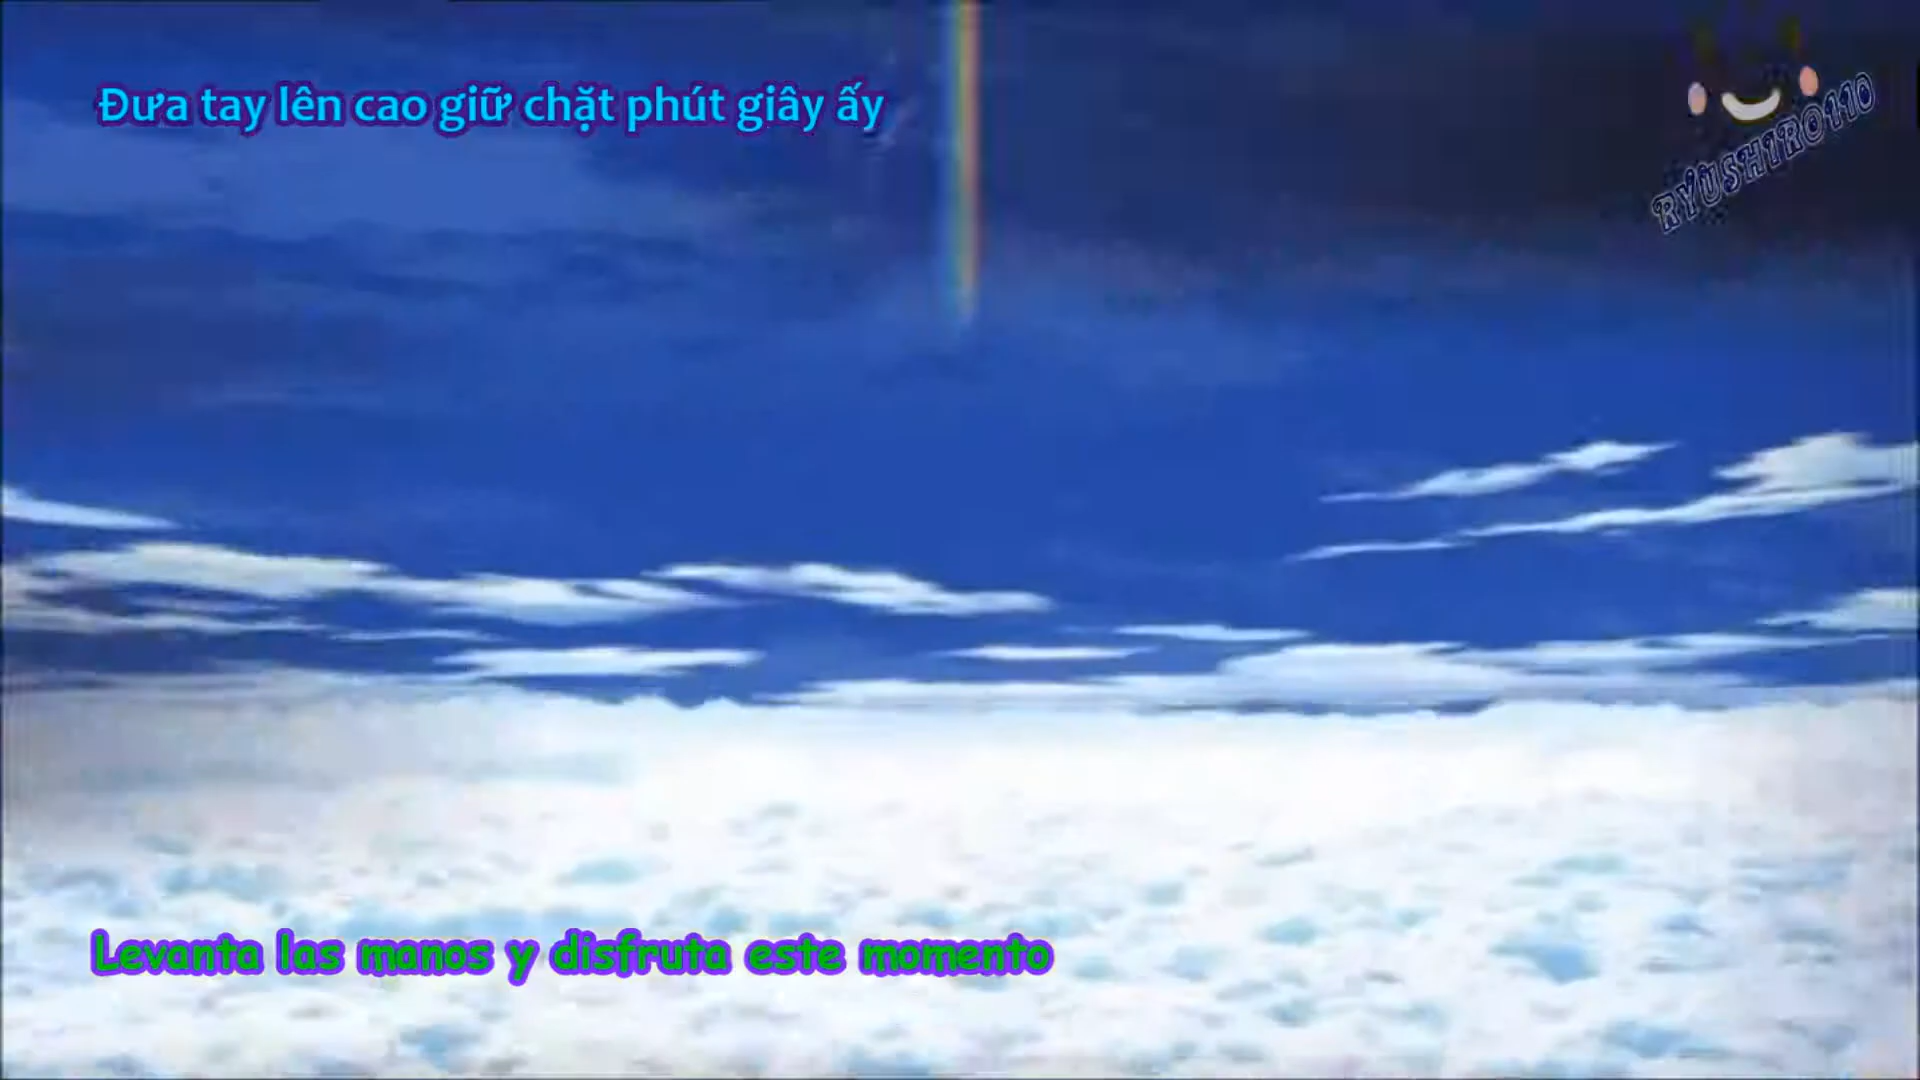 Đưa tay lên cao giữ chặt phút giây ấy
RYUSHIRO110
Levanta las manos y disfruta este momento